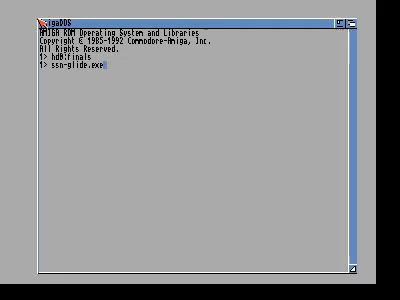 igaDOS
AMIGA ROM Operating System and Libraries
Copyright © 1985-1992 Commodore-Amiga, Inc.
All Rights Reserved.
1> hd0:finals
1> ssn-glide.exe